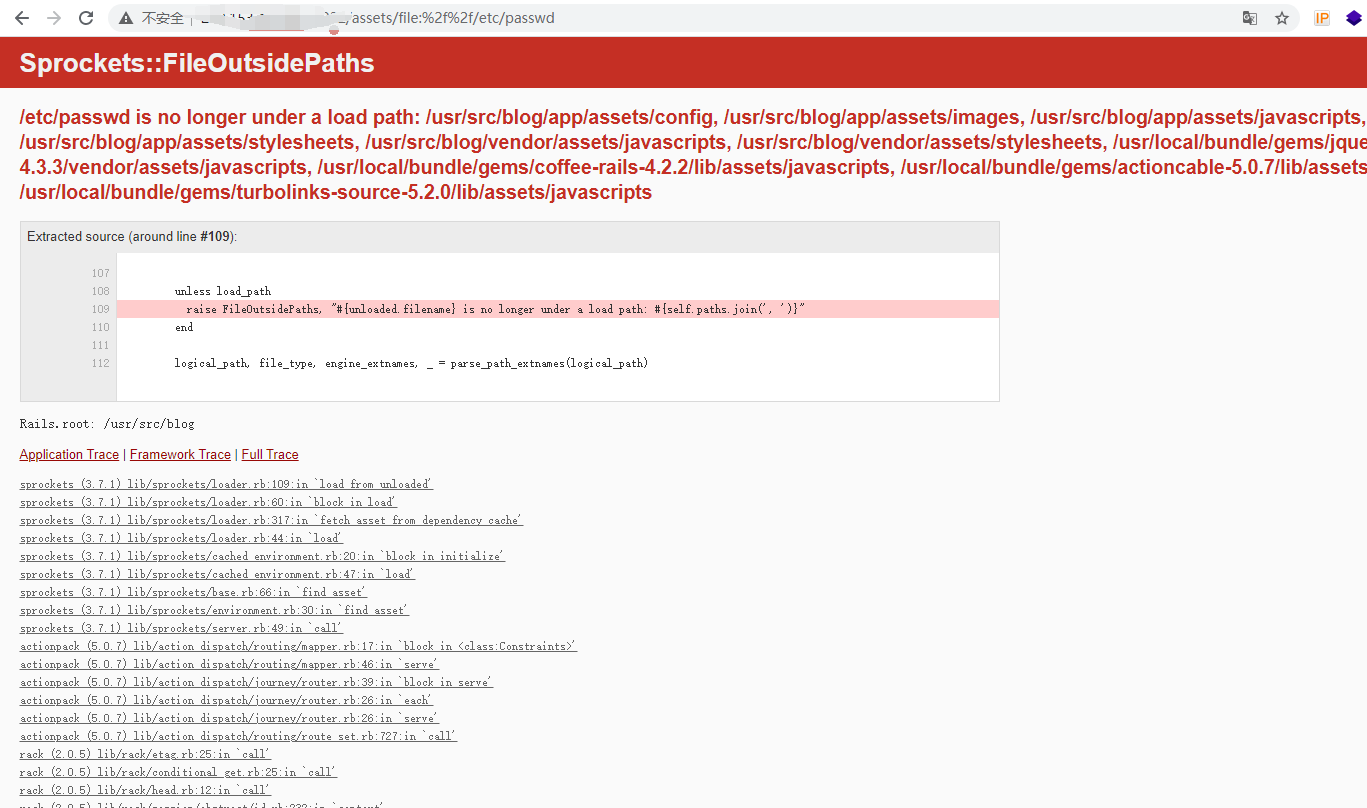 不安全
/assets/file:%2f%2f/etc/passwd
IP
Sprockets::FileOutsidePaths
/etc/passwd is no longer under a load path: /usr/src/blog/app/assets/config, /usr/src/blog/app/assets/images, /usr/src/blog/app/assets/javascripts,
/usr/src/blog/app/assets/stylesheets, /usr/src/blog/vendor/assets/javascripts, /usr/src/blog/vendor/assets/stylesheets, /usr/local/bundle/gems/jque
4.3.3/vendor/assets/javascripts, /usr/local/bundle/gems/coffee-rails-4.2.2/lib/assets/javascripts, /usr/local/bundle/gems/actioncable-5.0.7/lib/assets
/usr/local/bundle/gems/turbolinks-source-5.2.0/lib/assets/javascripts
Extracted source (around line #109):
107
108 unless load_path
109 raise FileOutsidePaths, "#{unloaded.filename} is no longer under a load path: #{self.paths.join(', ')}"
110 end
111
112 logical_path, file_type, engine_extnames, _ = parse_path_extnames(logical_path)
Rails.root: /usr/src/blog
Application Trace | Framework Trace | Full Trace
sprockets (3.7.1) lib/sprockets/loader.rb:109:in `load_from_unloaded'
sprockets (3.7.1) lib/sprockets/loader.rb:60:in `block in load'
sprockets (3.7.1) lib/sprockets/loader.rb:317:in `fetch_asset_from_dependency_cache'
sprockets (3.7.1) lib/sprockets/loader.rb:44:in `load'
sprockets (3.7.1) lib/sprockets/cached_environment.rb:20:in `block in initialize'
sprockets (3.7.1) lib/sprockets/cached_environment.rb:47:in `load'
sprockets (3.7.1) lib/sprockets/base.rb:66:in `find_asset'
sprockets (3.7.1) lib/sprockets/environment.rb:30:in `find_asset'
sprockets (3.7.1) lib/sprockets/server.rb:49:in `call'
actionpack (5.0.7) lib/action_dispatch/routing/mapper.rb:17:in `block in <class:Constraints>'
actionpack (5.0.7) lib/action_dispatch/routing/mapper.rb:46:in `serve'
actionpack (5.0.7) lib/action_dispatch/journey/router.rb:39:in `block in serve'
actionpack (5.0.7) lib/action_dispatch/journey/router.rb:26:in `each'
actionpack (5.0.7) lib/action_dispatch/journey/router.rb:26:in `serve'
actionpack (5.0.7) lib/action_dispatch/routing/route_set.rb:727:in `call'
rack (2.0.5) lib/rack/etag.rb:25:in `call'
rack (2.0.5) lib/rack/conditional_get.rb:25:in `call'
rack (2.0.5) lib/rack/head.rb:12:in `call'
rack (2.0.5) lib/rack/session/abstract/id.rb:232:in `context'